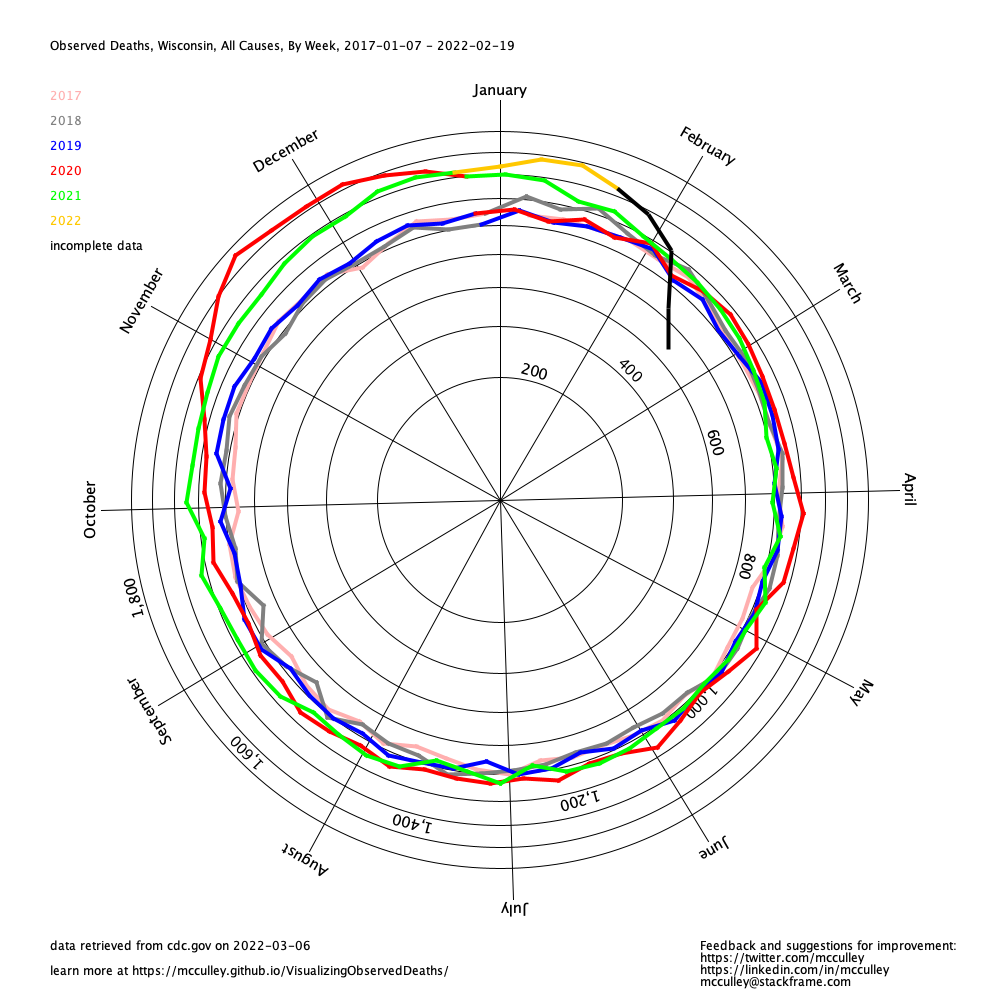 Observed Deaths, Wisconsin, All Causes, By Week, 2017-01-07 - 2022-02-19
2017
2018
2019
2020
2021
2022
incomplete data
January
February
March
April
May
June
July
August
September
October
November
December
200
400
600
800
1,000
1,200
1,400
1,600
1,800
data retrieved from cdc.gov on 2022-03-06
learn more at https://mcculley.github.io/VisualizingObservedDeaths/
Feedback and suggestions for improvement:
https://twitter.com/mcculley
https://linkedin.com/in/mcculley
mcculley@stackframe.com